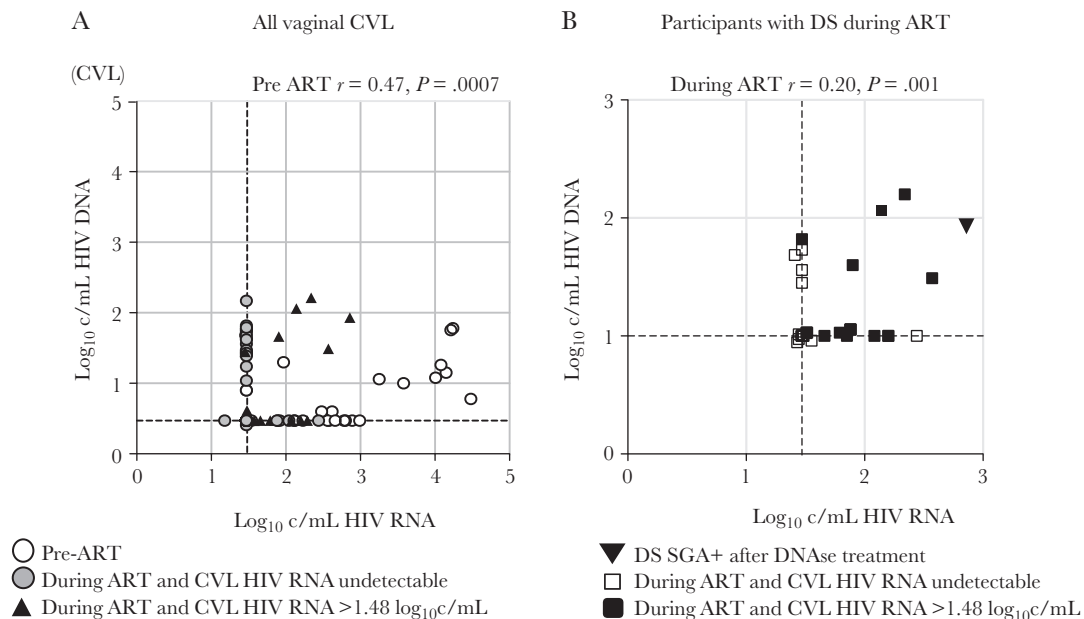 A
All vaginal CVL
(CVL)
Pre ART r = 0.47, P = .0007
5
4
3
2
1
0
Log10 c/mL HIV DNA
0 1 2 3 4 5
Log10 c/mL HIV RNA
Pre-ART
During ART and CVL HIV RNA undetectable
During ART and CVL HIV RNA >1.48 log10c/mL
B
Participants with DS during ART
During ART r = 0.20, P = .001
3
2
1
0
Log10 c/mL HIV DNA
0 1 2 3
Log10 c/mL HIV RNA
DS SGA+ after DNAse treatment
During ART and CVL HIV RNA undetectable
During ART and CVL HIV RNA >1.48 log10c/mL